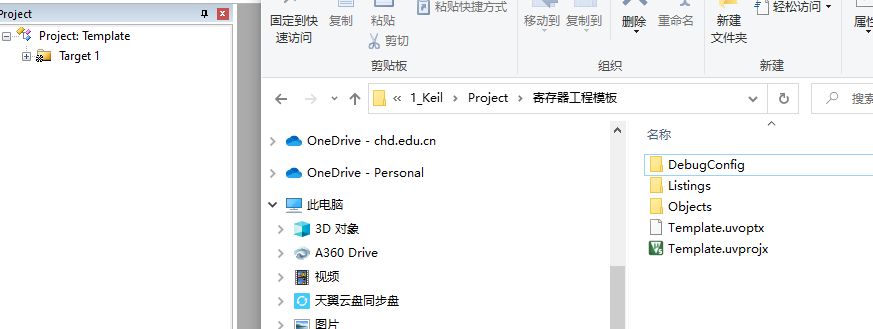 Project
Project: Template
Target 1
固定到快
速访问
复制
粘贴
粘贴快捷方式
剪切
剪贴板
移动到
复制到
删除
重命名
组织
新建
文件夹
轻松访问
新建
属性
« 1_Keil › Project › 寄存器工程模板
搜索
OneDrive - chd.edu.cn
OneDrive - Personal
此电脑
3D 对象
A360 Drive
视频
天翼云盘同步盘
图片
名称
DebugConfig
Listings
Objects
Template.uvoptx
Template.uvprojx